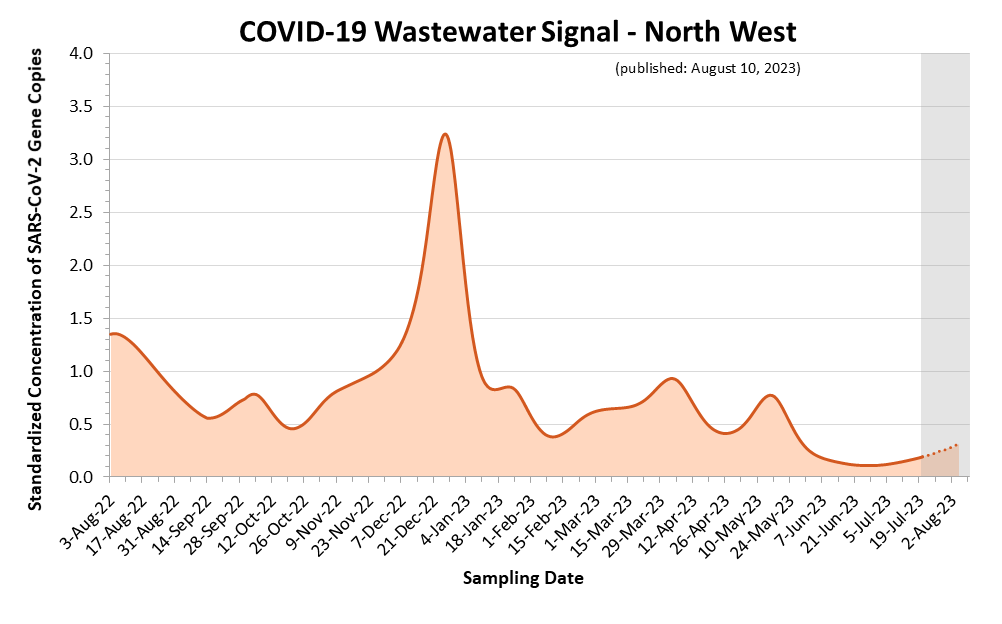 COVID-19 Wastewater Signal - North West
(published: August 10, 2023)
Standardized Concentration of SARS-CoV-2 Gene Copies
4.0
3.5
3.0
2.5
2.0
1.5
1.0
0.5
0.0
3-Aug-22
17-Aug-22
31-Aug-22
14-Sep-22
28-Sep-22
12-Oct-22
26-Oct-22
9-Nov-22
23-Nov-22
7-Dec-22
21-Dec-22
4-Jan-23
18-Jan-23
1-Feb-23
15-Feb-23
1-Mar-23
15-Mar-23
29-Mar-23
12-Apr-23
26-Apr-23
10-May-23
24-May-23
7-Jun-23
21-Jun-23
5-Jul-23
19-Jul-23
2-Aug-23
Sampling Date